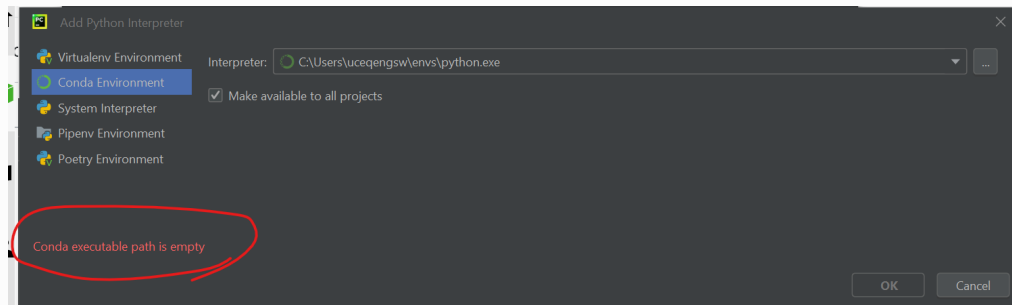 PC
Add Python Interpreter
Virtualenv Environment
Conda Environment
System Interpreter
Pipenv Environment
Poetry Environment
Interpreter: C:\Users\uceqengsw\envs\python.exe
...
Make available to all projects
Conda executable path is empty
OK Cancel